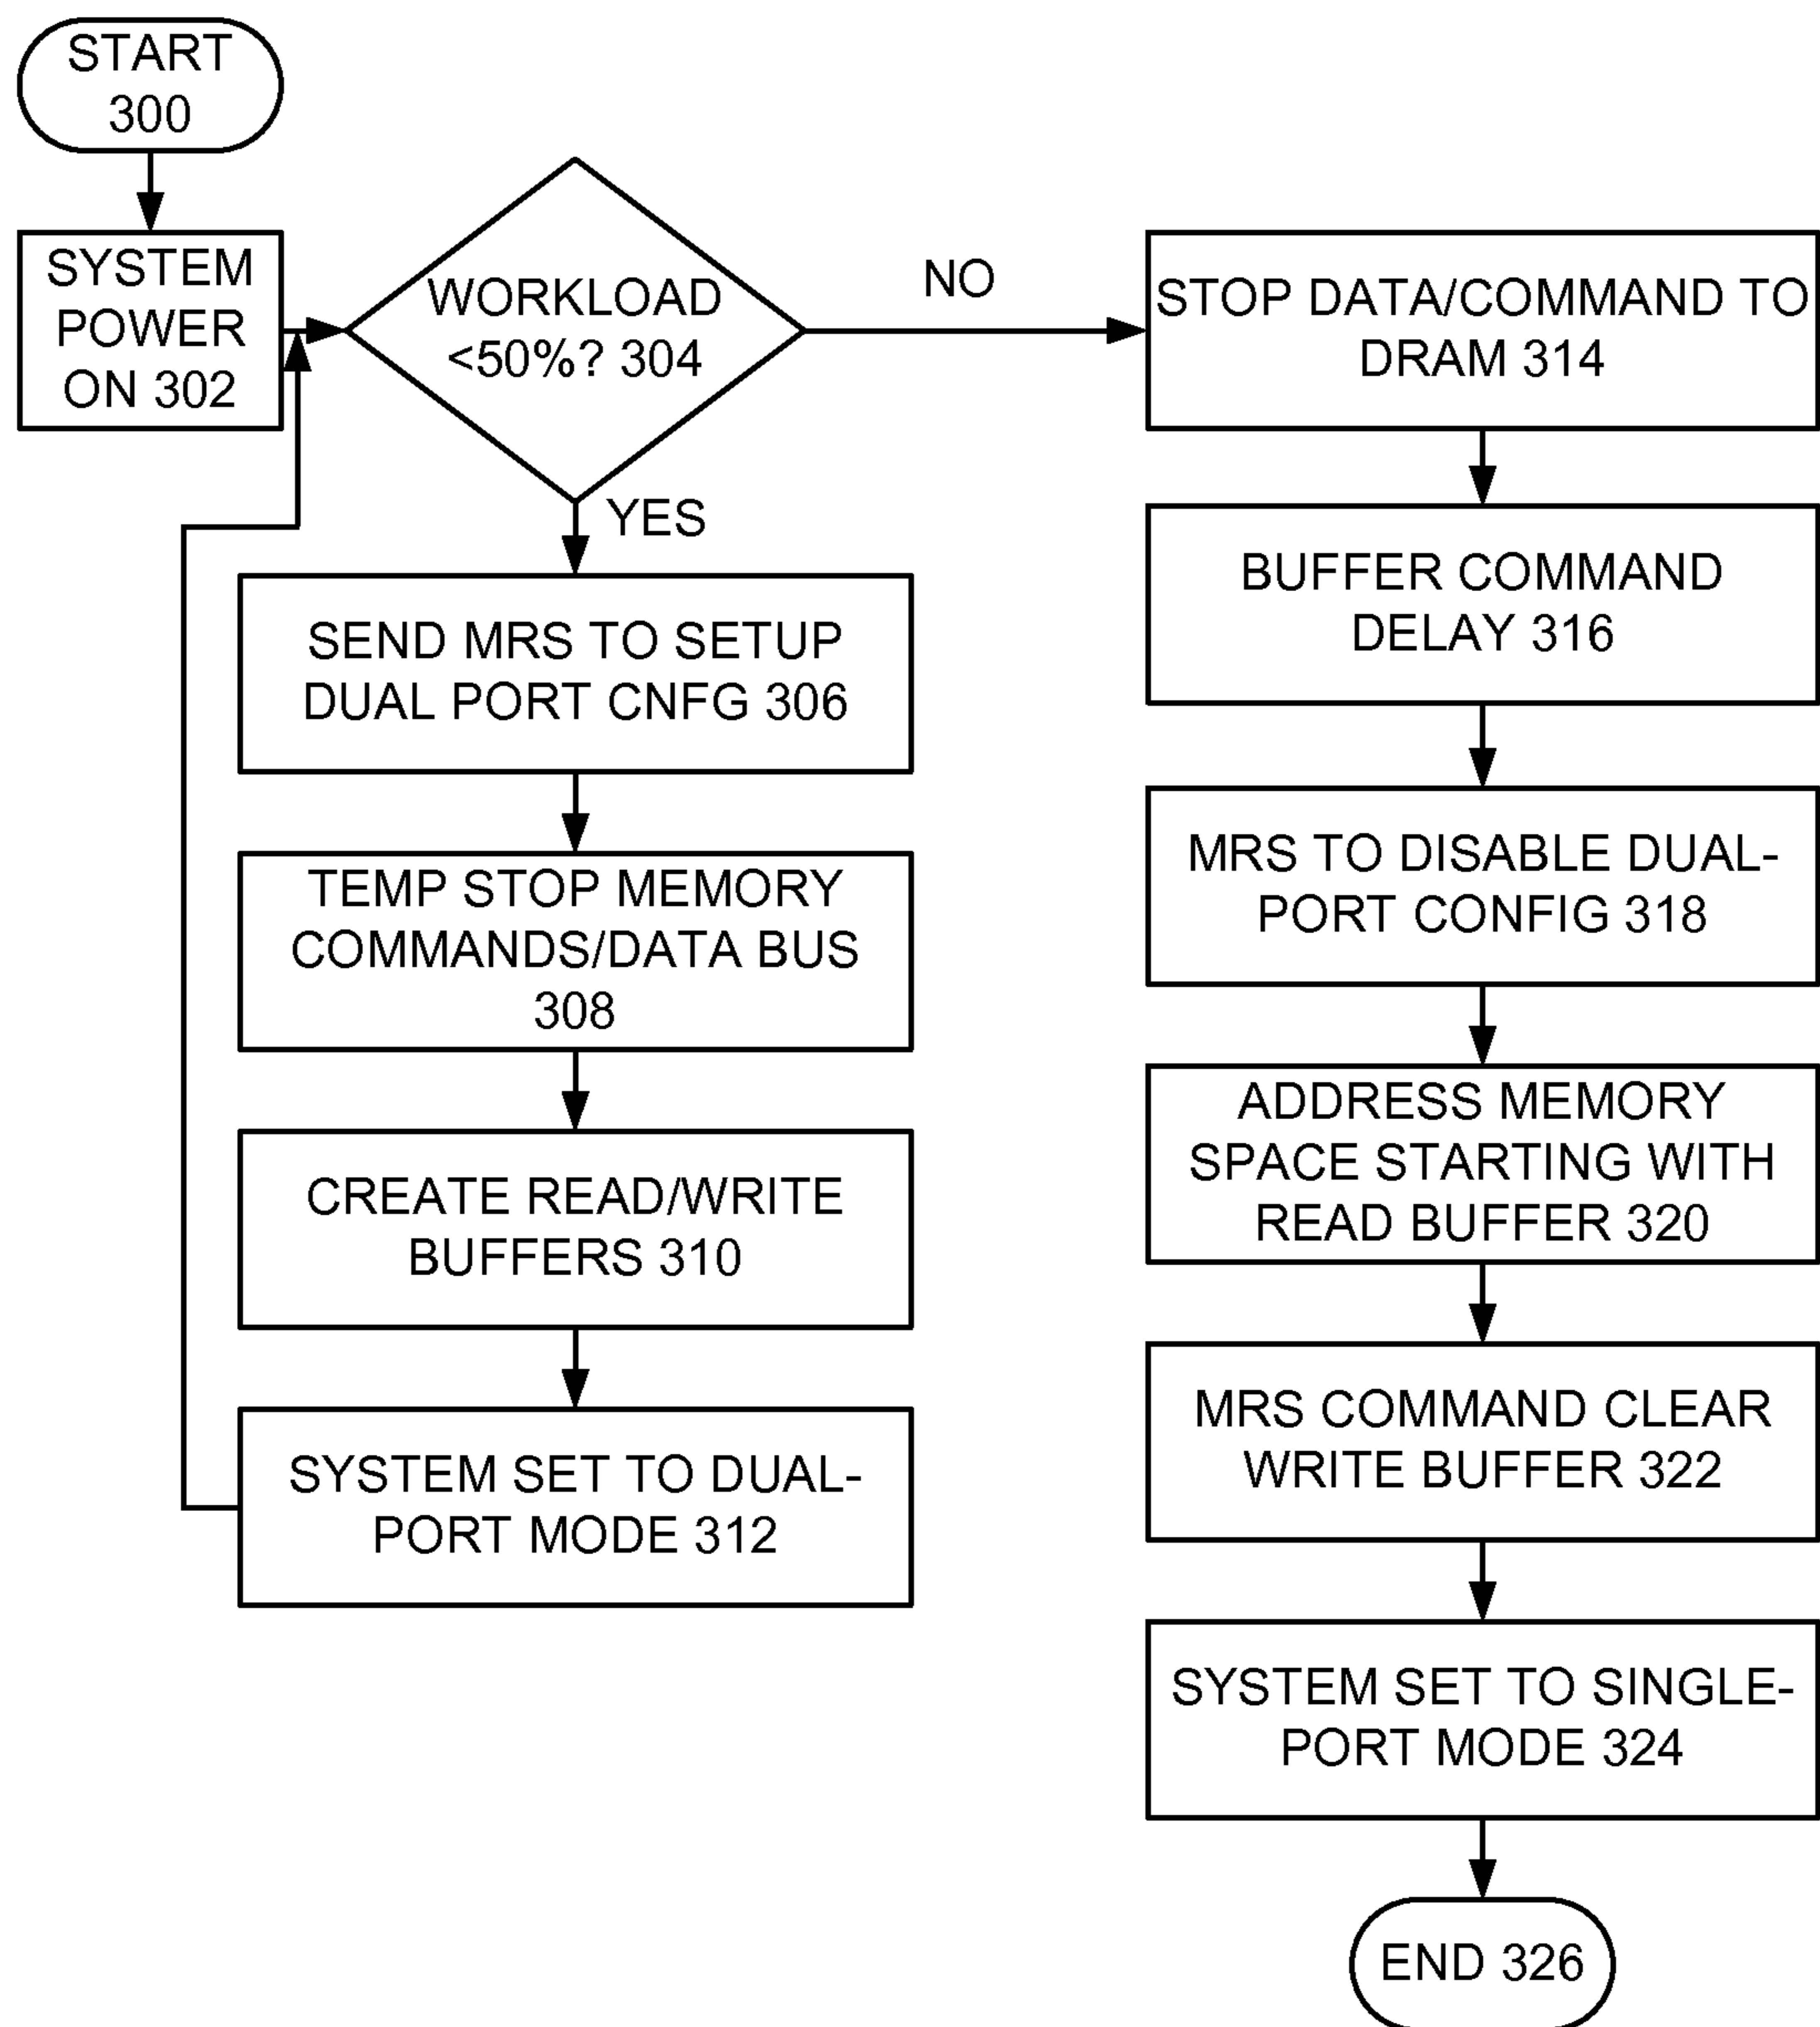 START
300
SYSTEM
POWER
ON 302
WORKLOAD
<50%? 304
NO
YES
SEND MRS TO SETUP
DUAL PORT CNFG 306
TEMP STOP MEMORY
COMMANDS/DATA BUS
308
CREATE READ/WRITE
BUFFERS 310
SYSTEM SET TO DUAL-
PORT MODE 312
STOP DATA/COMMAND TO
DRAM 314
BUFFER COMMAND
DELAY 316
MRS TO DISABLE DUAL-
PORT CONFIG 318
ADDRESS MEMORY
SPACE STARTING WITH
READ BUFFER 320
MRS COMMAND CLEAR
WRITE BUFFER 322
SYSTEM SET TO SINGLE-
PORT MODE 324
END 326